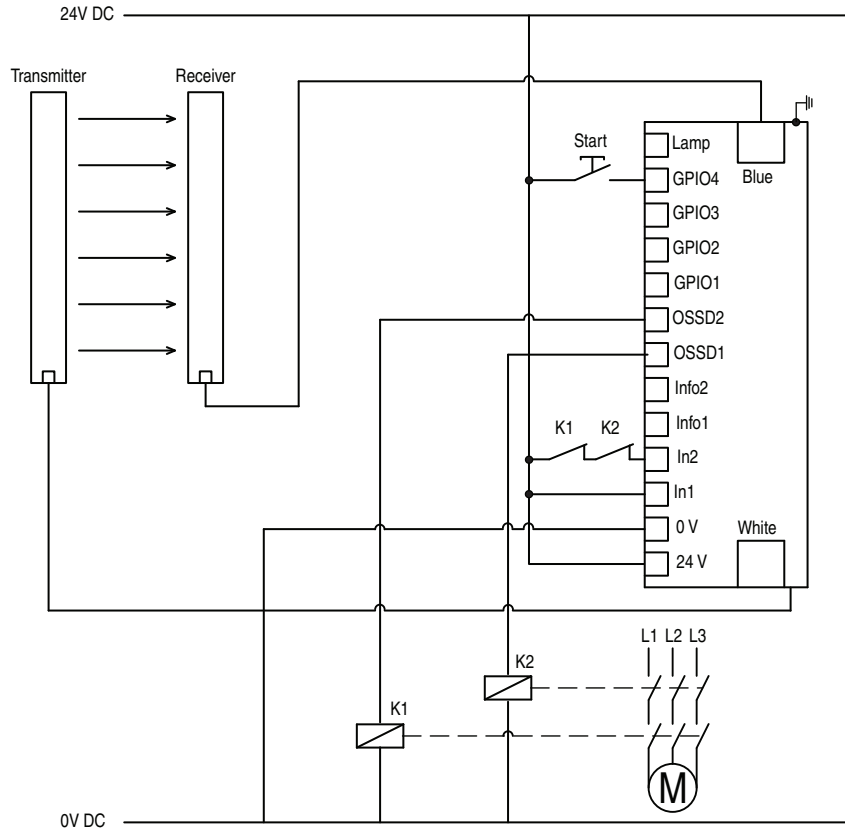 24V DC
Transmitter
Receiver
Start
Lamp
GPIO4
Blue
GPIO3
GPIO2
GPIO1
OSSD2
OSSD1
Info2
Info1
K1 K2
In2
In1
0 V
White
24 V
L1 L2 L3
K2
K1
M
0V DC